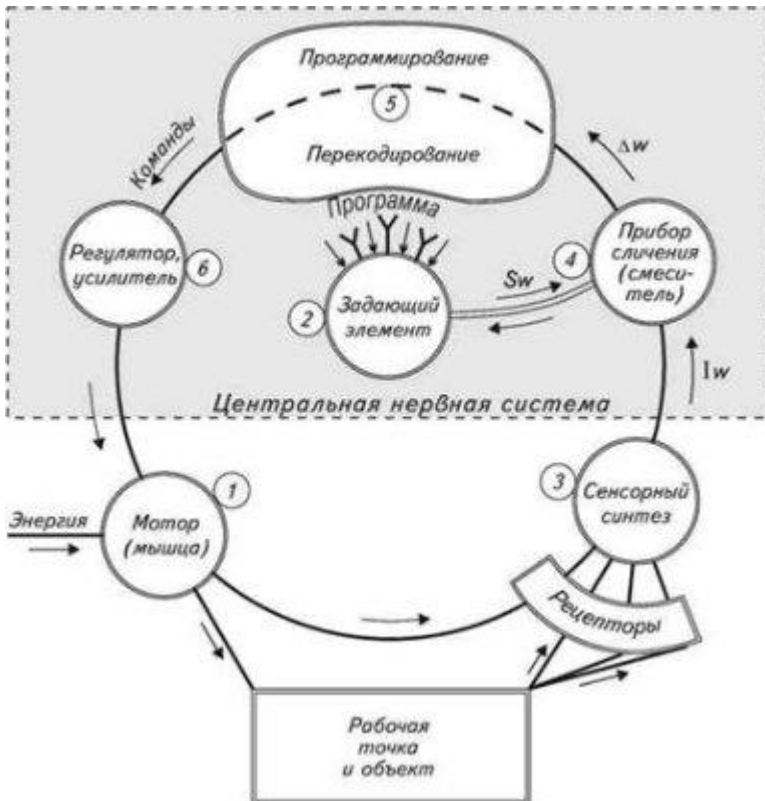 Программирование
5
Перекодирование
Команды
Δw
Программа
Регулятор,
усилитель
6
Прибор
сличения
(смеси-
тель)
4
Sw
2
Задающий
элемент
Iw
Центральная нервная система
1
3
Сенсорный
синтез
Энергия
Мотор
(мышца)
Рецепторы
Рабочая
точка
и объект